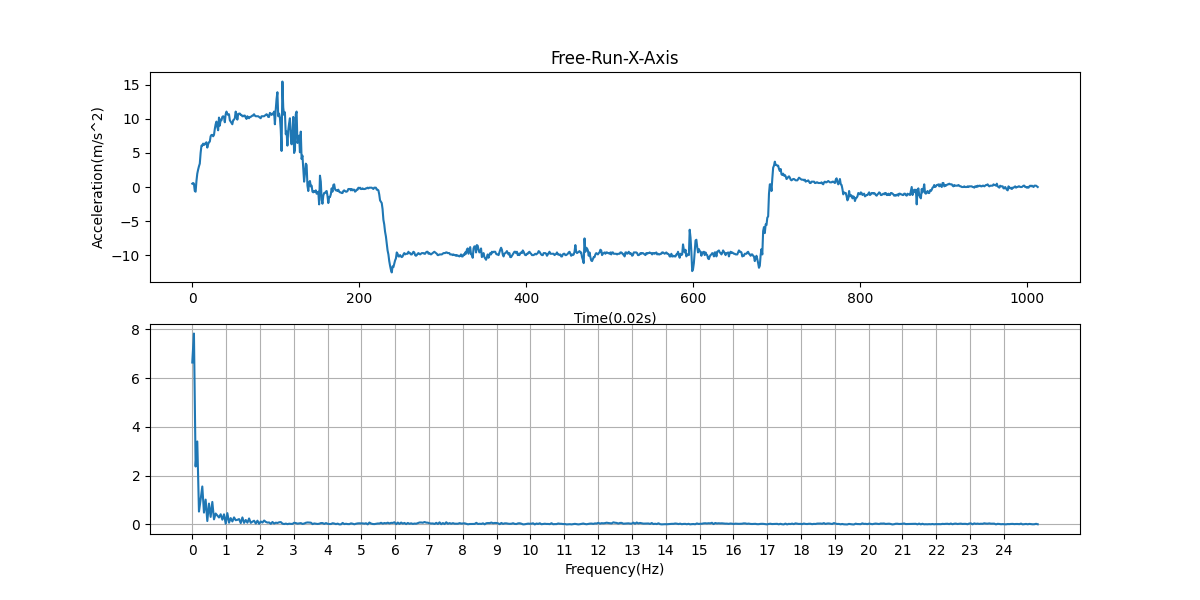 Free-Run-X-Axis
Acceleration(m/s^2)
15
10
5
0
−5
−10
0 200 400 600 800 1000
Time(0.02s)
8
6
4
2
0
0 1 2 3 4 5 6 7 8 9 10 11 12 13 14 15 16 17 18 19 20 21 22 23 24
Frequency(Hz)